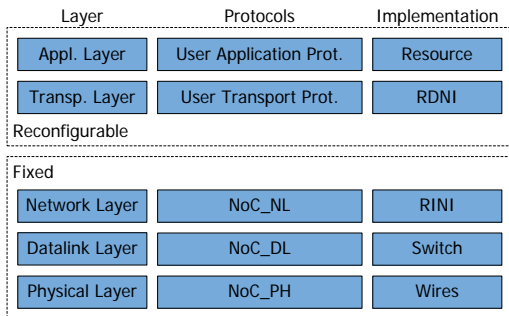 Layer Protocols Implementation
Appl. Layer User Application Prot. Resource
Transp. Layer User Transport Prot. RDNI
Reconfigurable
Fixed
Network Layer NoC_NL RINI
Datalink Layer NoC_DL Switch
Physical Layer NoC_PH Wires